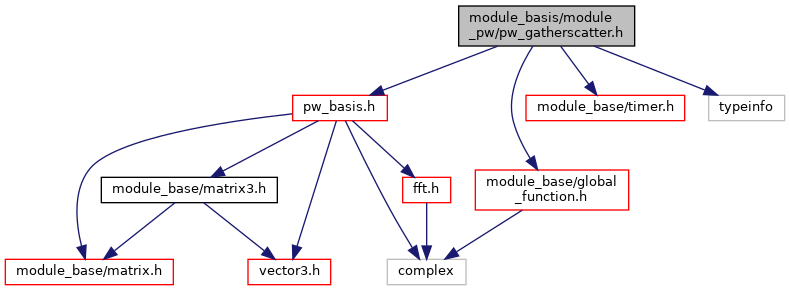 module_basis/module
_pw/pw_gatherscatter.h
pw_basis.h
module_base/timer.h
typeinfo
module_base/matrix3.h
fft.h
module_base/global
_function.h
module_base/matrix.h
vector3.h
complex